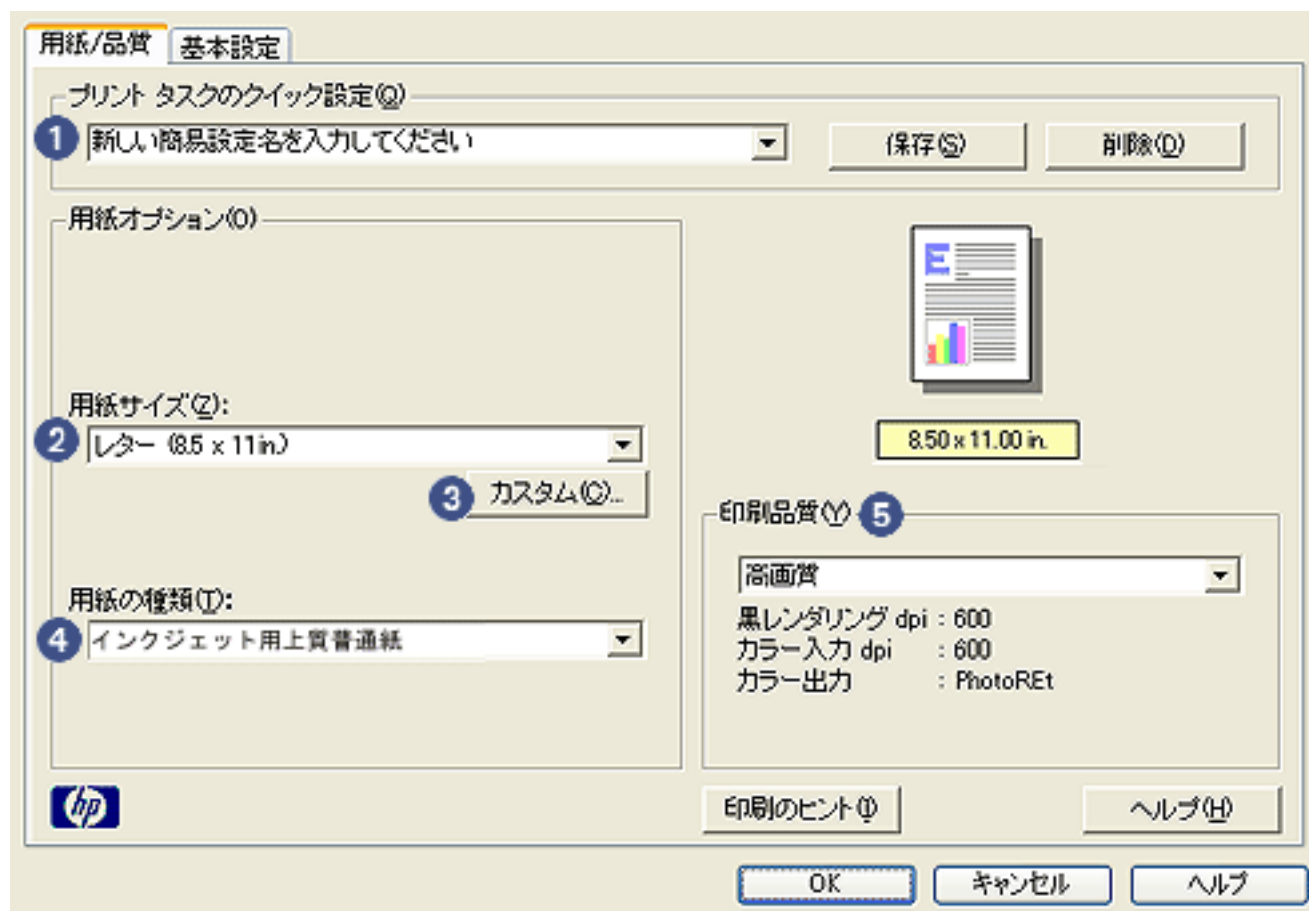 用紙/品質 基本設定
プリント タスクのクイック設定(Q)
1 新しい簡易設定名を入力してください 保存(S) 削除(D)
用紙オプション(O)
E
用紙サイズ(Z):
2 レター (8.5 x 11in.)
8.50 x 11.00 in.
3 カスタム(C)...
印刷品質(Y) 5
高画質
用紙の種類(T):
黒レンダリング dpi : 600
4 インクジェット用上質普通紙
カラー入力 dpi : 600
カラー出力 : PhotoREt
hp
印刷のヒント(I) ヘルプ(H)
OK キャンセル ヘルプ